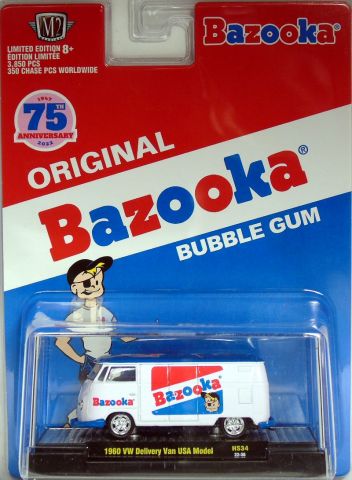 M2
Bazooka®
LIMITED EDITION 8+
EDITION LIMITÉE
3,850 PCS
350 CHASE PCS WORLDWIDE
1947
75TH
ANNIVERSARY
2022
ORIGINAL
Bazooka®
BUBBLE GUM
Bazooka
Bazooka
1960 VW Delivery Van USA Model
HS34